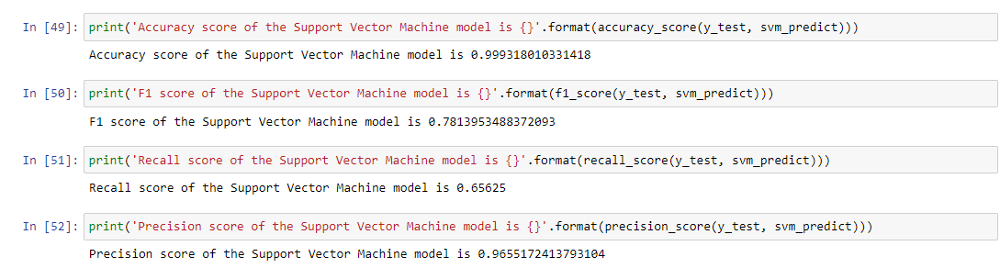 In [49]: print('Accuracy score of the Support Vector Machine model is {}'.format(accuracy_score(y_test, svm_predict)))
Accuracy score of the Support Vector Machine model is 0.999318010331418
In [50]: print('F1 score of the Support Vector Machine model is {}'.format(f1_score(y_test, svm_predict)))
F1 score of the Support Vector Machine model is 0.7813953488372093
In [51]: print('Recall score of the Support Vector Machine model is {}'.format(recall_score(y_test, svm_predict)))
Recall score of the Support Vector Machine model is 0.65625
In [52]: print('Precision score of the Support Vector Machine model is {}'.format(precision_score(y_test, svm_predict)))
Precision score of the Support Vector Machine model is 0.9655172413793104